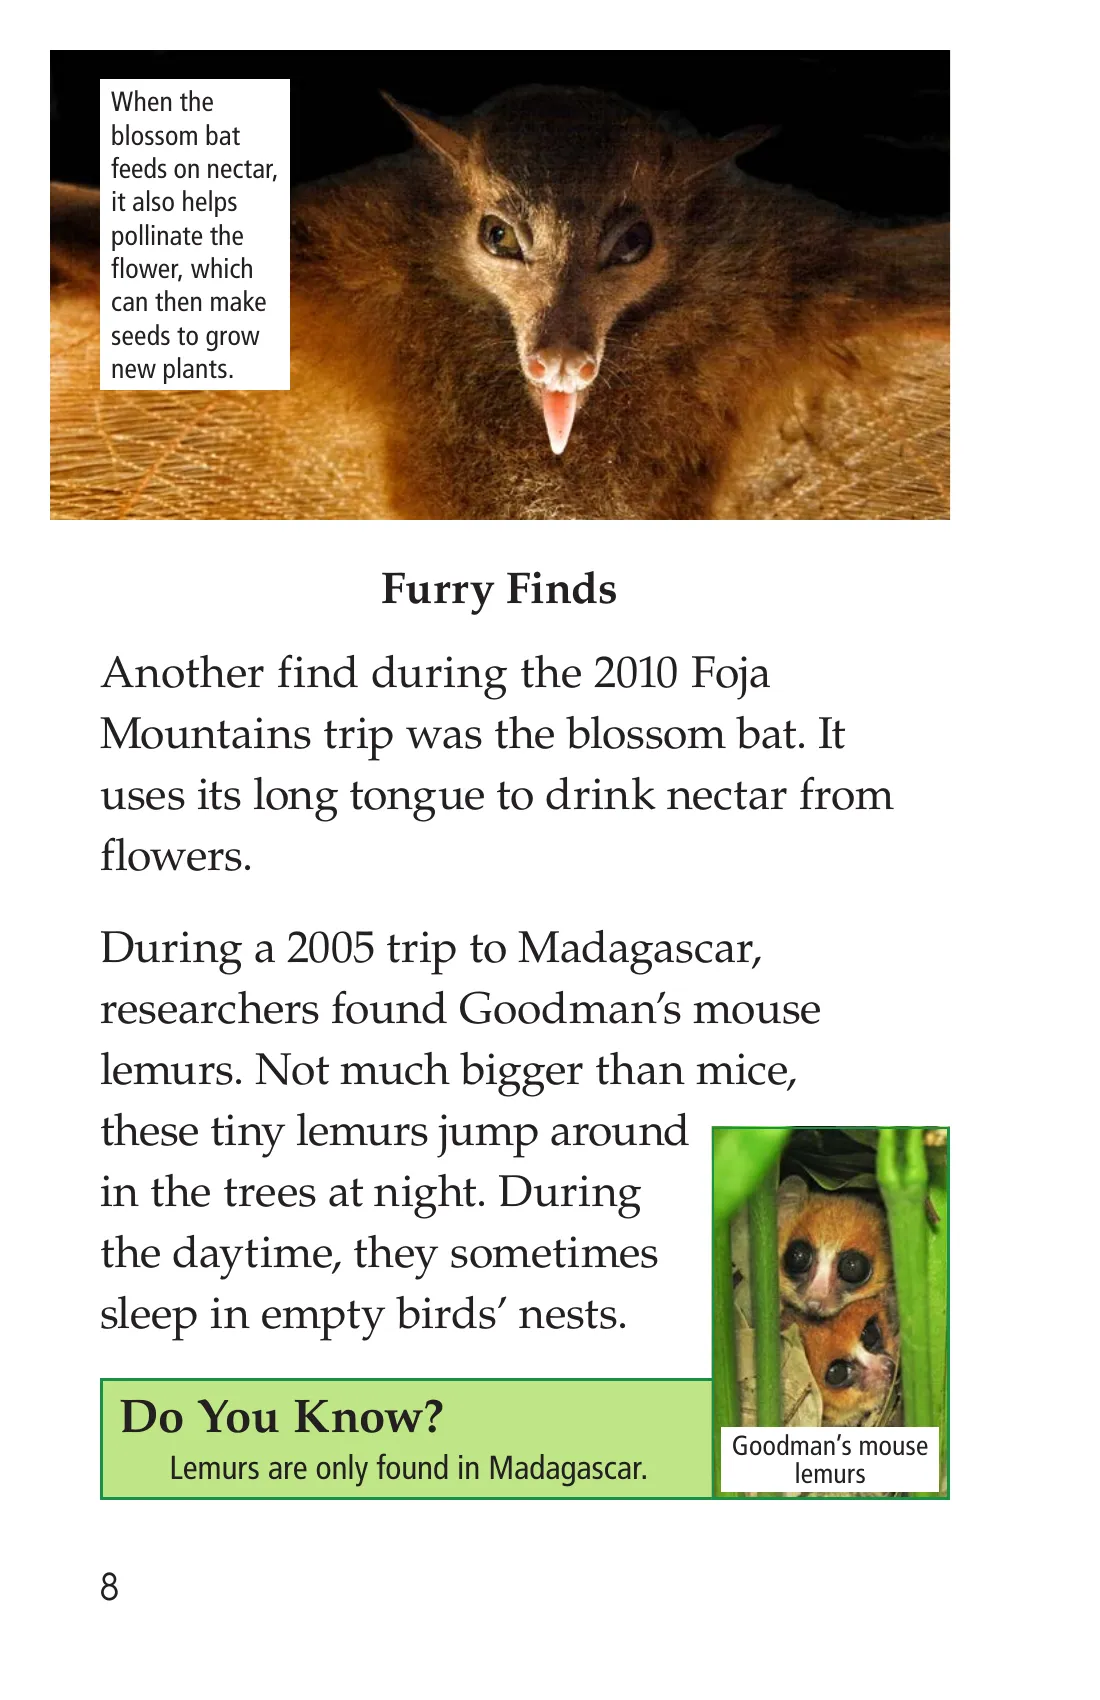 When the
blossom bat
feeds on nectar,
it also helps
pollinate the
flower, which
can then make
seeds to grow
new plants.
Furry Finds
Another find during the 2010 Foja
Mountains trip was the blossom bat. It
uses its long tongue to drink nectar from
flowers.
During a 2005 trip to Madagascar,
researchers found Goodman’s mouse
lemurs. Not much bigger than mice,
these tiny lemurs jump around
in the trees at night. During
the daytime, they sometimes
sleep in empty birds’ nests.
Do You Know?
Lemurs are only found in Madagascar.
Goodman’s mouse
lemurs
8